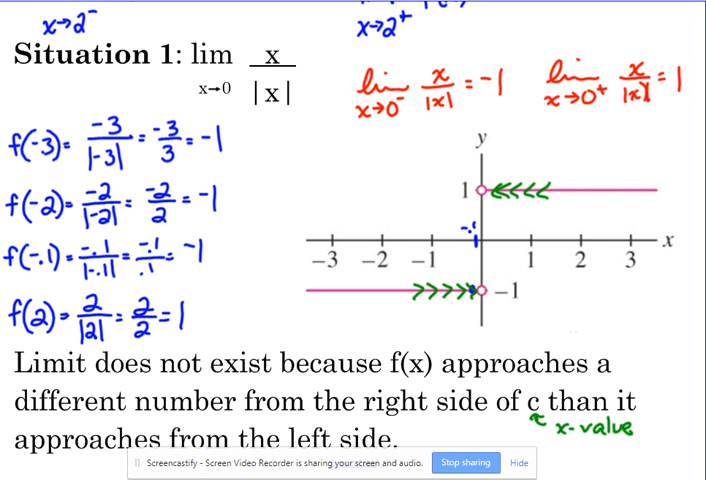 x→2⁻
x→2⁺
Situation 1: lim x
x→0 |x|
lim x/|x| = -1
x→0⁻
lim x/|x| = 1
x→0⁺
f(-3)= -3/|-3| = -3/3 = -1
f(-2)= -2/|-2| = -2/2 = -1
f(-.1)= -.1/|-.1| = -.1/.1 = -1
f(2)= 2/|2| = 2/2 = 1
y
1
-.1
x
−3 −2 −1 1 2 3
−1
Limit does not exist because f(x) approaches a
different number from the right side of c than it
x-value
approaches from the left side.
Screencastify - Screen Video Recorder is sharing your screen and audio. Stop sharing Hide